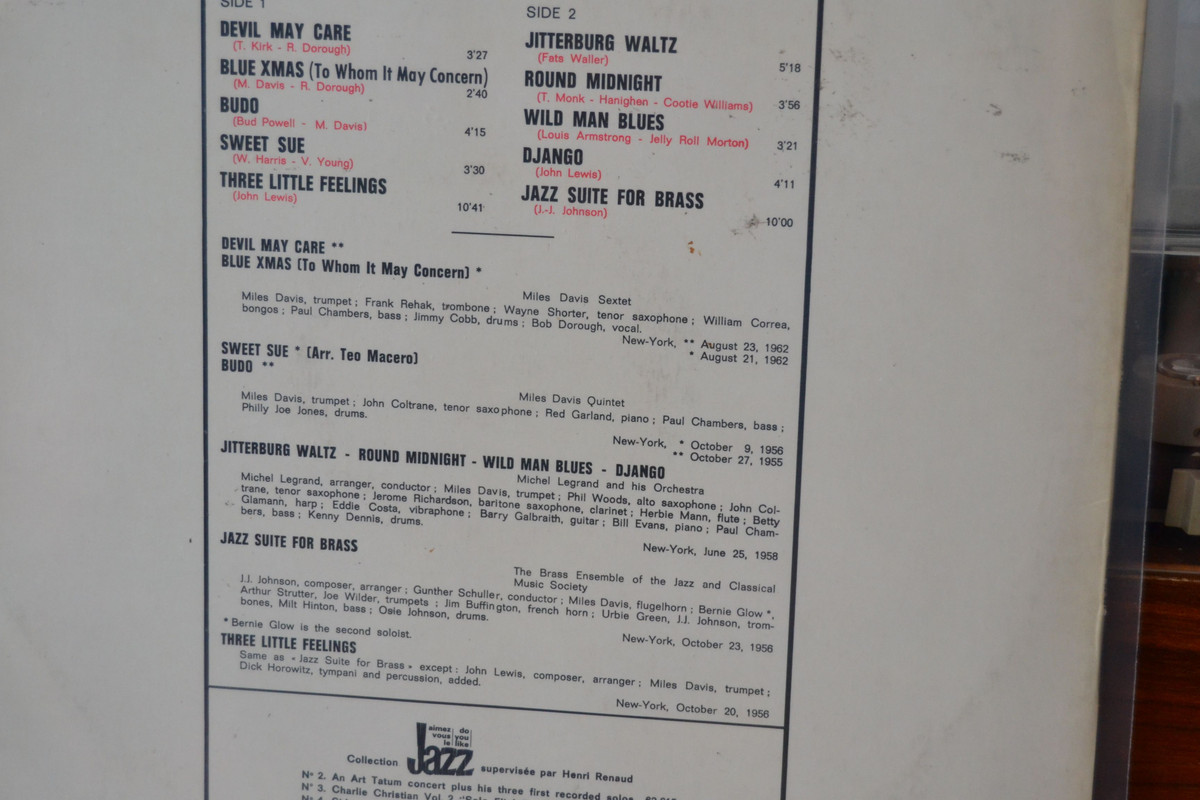 SIDE 1
DEVIL MAY CARE
(T. Kirk - R. Dorough)
3'27
BLUE XMAS (To Whom It May Concern)
(M. Davis - R. Dorough)
2'40
BUDO
(Bud Powell - M. Davis)
4'15
SWEET SUE
(W. Harris - V. Young)
3'30
THREE LITTLE FEELINGS
(John Lewis)
10'41
SIDE 2
JITTERBURG WALTZ
(Fats Waller)
5'18
ROUND MIDNIGHT
(T. Monk - Hanighen - Cootie Williams)
3'56
WILD MAN BLUES
(Louis Armstrong - Jelly Roll Morton)
3'21
DJANGO
(John Lewis)
4'11
JAZZ SUITE FOR BRASS
(J.-J. Johnson)
10'00
DEVIL MAY CARE **
BLUE XMAS (To Whom It May Concern) *
Miles Davis Sextet
Miles Davis, trumpet ; Frank Rehak, trombone ; Wayne Shorter, tenor saxophone ; William Correa,
bongos ; Paul Chambers, bass ; Jimmy Cobb, drums ; Bob Dorough, vocal.
New-York, ** August 23, 1962
* August 21, 1962
SWEET SUE * (Arr. Teo Macero)
BUDO **
Miles Davis Quintet
Miles Davis, trumpet ; John Coltrane, tenor saxophone ; Red Garland, piano ; Paul Chambers, bass ;
Philly Joe Jones, drums.
New-York, * October 9, 1956
** October 27, 1955
JITTERBURG WALTZ - ROUND MIDNIGHT - WILD MAN BLUES - DJANGO
Michel Legrand and his Orchestra
Michel Legrand, arranger, conductor ; Miles Davis, trumpet ; Phil Woods, alto saxophone ; John Col-
trane, tenor saxophone ; Jerome Richardson, baritone saxophone, clarinet ; Herbie Mann, flute ; Betty
Glamann, harp ; Eddie Costa, vibraphone ; Barry Galbraith, guitar ; Bill Evans, piano ; Paul Cham-
bers, bass ; Kenny Dennis, drums.
New-York, June 25, 1958
JAZZ SUITE FOR BRASS
The Brass Ensemble of the Jazz and Classical
Music Society
J.J. Johnson, composer, arranger ; Gunther Schuller, conductor ; Miles Davis, flugelhorn ; Bernie Glow *,
Arthur Strutter, Joe Wilder, trumpets ; Jim Buffington, french horn ; Urbie Green, J.J. Johnson, trom-
bones, Milt Hinton, bass ; Osie Johnson, drums.
New-York, October 23, 1956
* Bernie Glow is the second soloist.
THREE LITTLE FEELINGS
Same as « Jazz Suite for Brass » except : John Lewis, composer, arranger ; Miles Davis, trumpet ;
Dick Horowitz, tympani and percussion, added.
New-York, October 20, 1956
Collection aimez vous le do you like Jazz supervisée par Henri Renaud
N° 2. An Art Tatum concert plus his three first recorded solos
N° 3. Charlie Christian Vol. 2